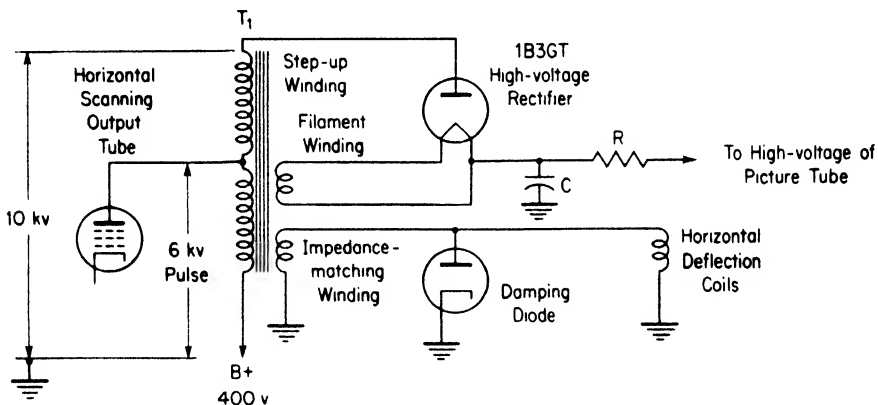 T1
1B3GT
High-voltage
Rectifier
Horizontal
Scanning
Output
Tube
Step-up
Winding
Filament
Winding
R
To High-voltage of
Picture Tube
C
10 kv
6 kv
Pulse
Impedance-
matching
Winding
Damping
Diode
Horizontal
Deflection
Coils
B+
400 v